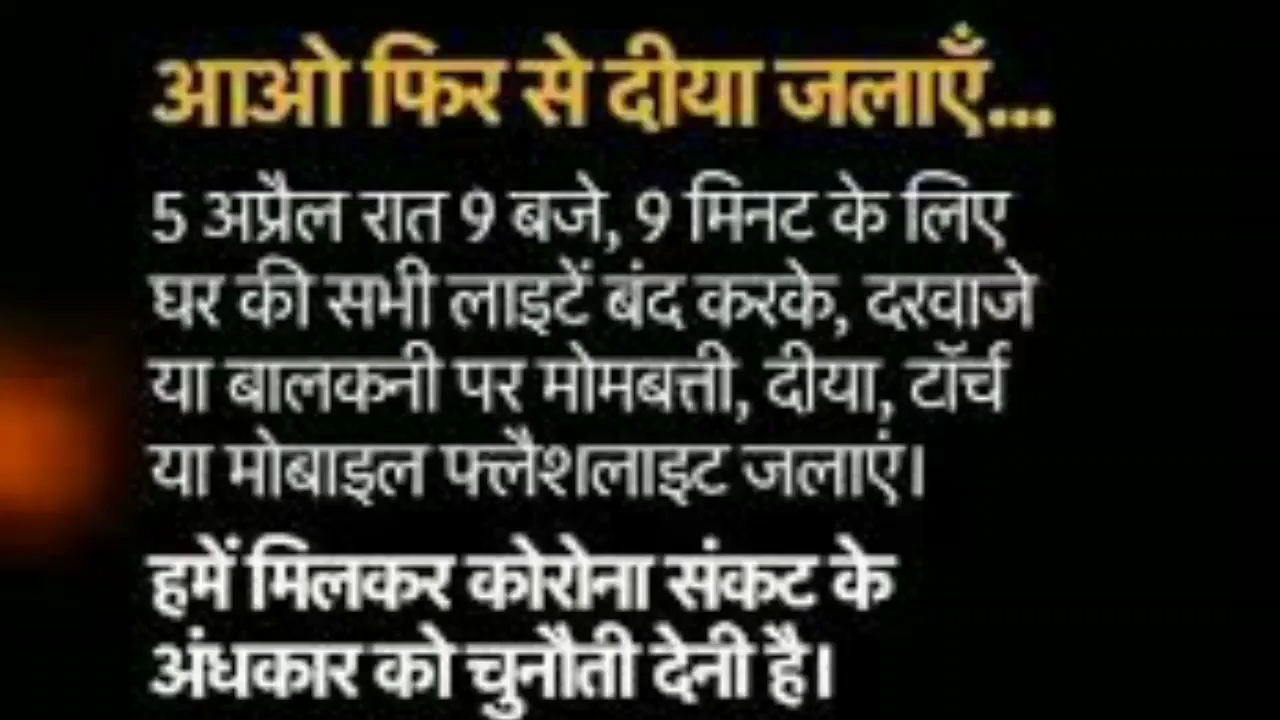 आओ फिर से दीया जलाएँ...
5 अप्रैल रात 9 बजे, 9 मिनट के लिए
घर की सभी लाइटें बंद करके, दरवाजे
या बालकनी पर मोमबत्ती, दीया, टॉर्च
या मोबाइल फ्लैशलाइट जलाएं।
हमें मिलकर कोरोना संकट के
अंधकार को चुनौती देनी है।